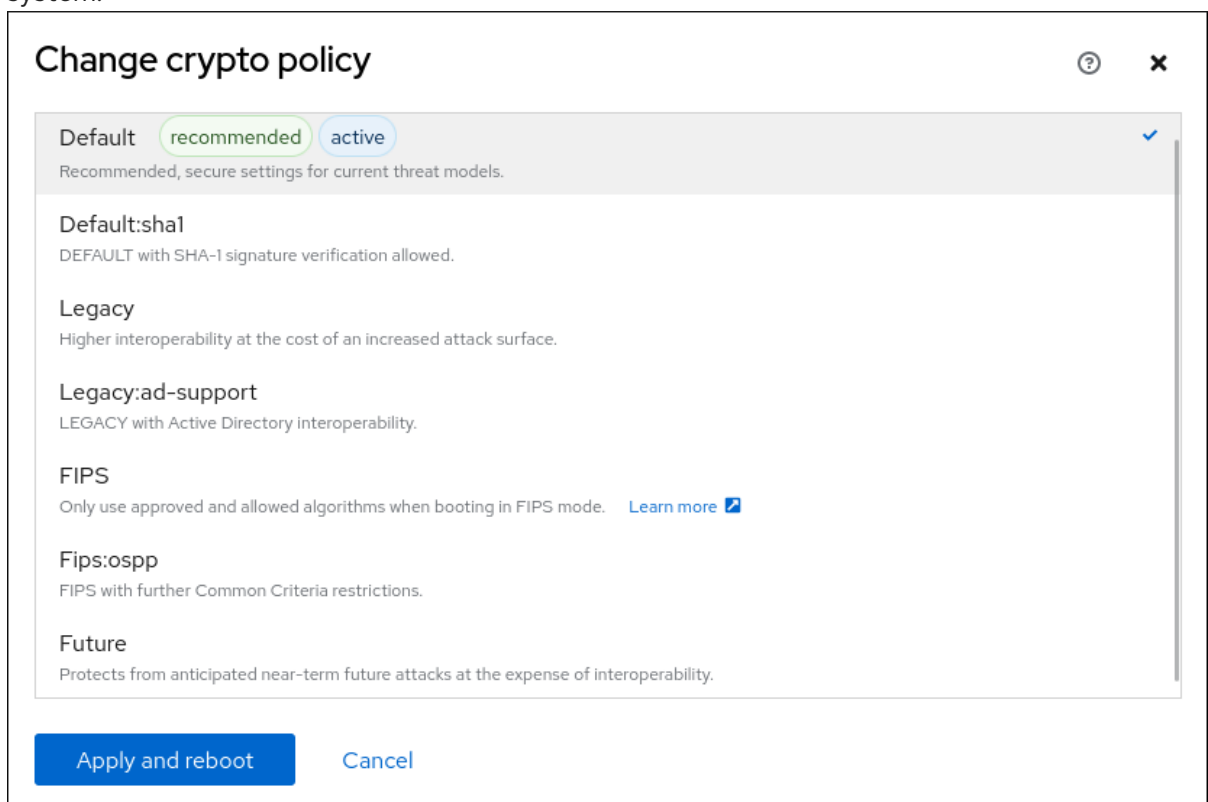 system.
Change crypto policy
Default recommended active
Recommended, secure settings for current threat models.
Default:sha1
DEFAULT with SHA-1 signature verification allowed.
Legacy
Higher interoperability at the cost of an increased attack surface.
Legacy:ad-support
LEGACY with Active Directory interoperability.
FIPS
Only use approved and allowed algorithms when booting in FIPS mode. Learn more
Fips:ospp
FIPS with further Common Criteria restrictions.
Future
Protects from anticipated near-term future attacks at the expense of interoperability.
Apply and reboot Cancel